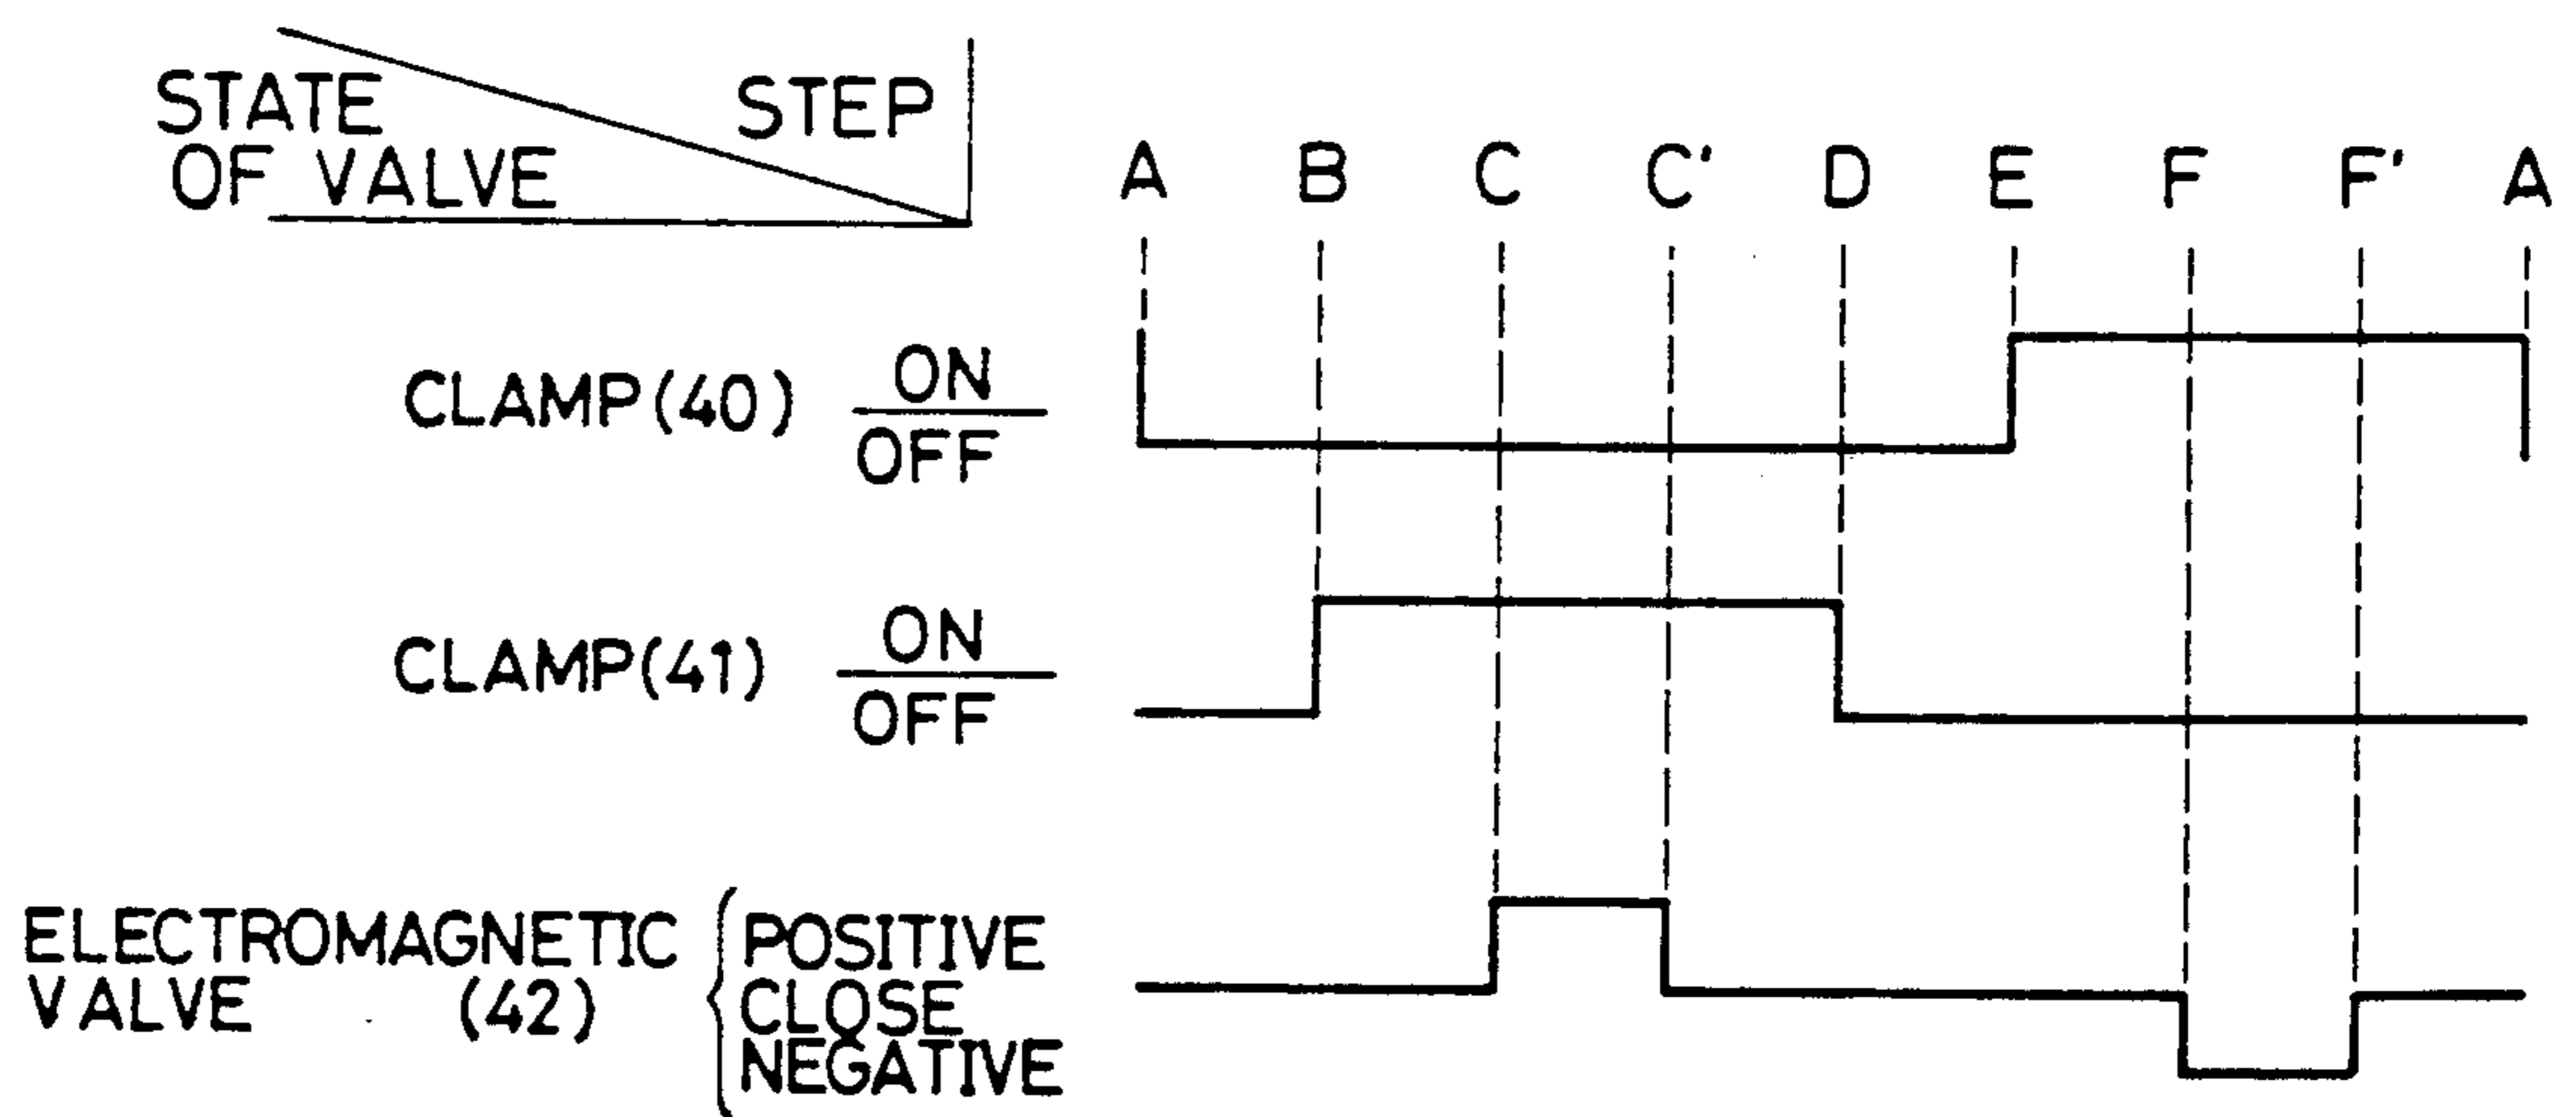 STATE
OF VALVE
STEP
A B C C' D E F F' A
CLAMP(40) ON
OFF
CLAMP(41) ON
OFF
ELECTROMAGNETIC
VALVE (42)
POSITIVE
CLOSE
NEGATIVE